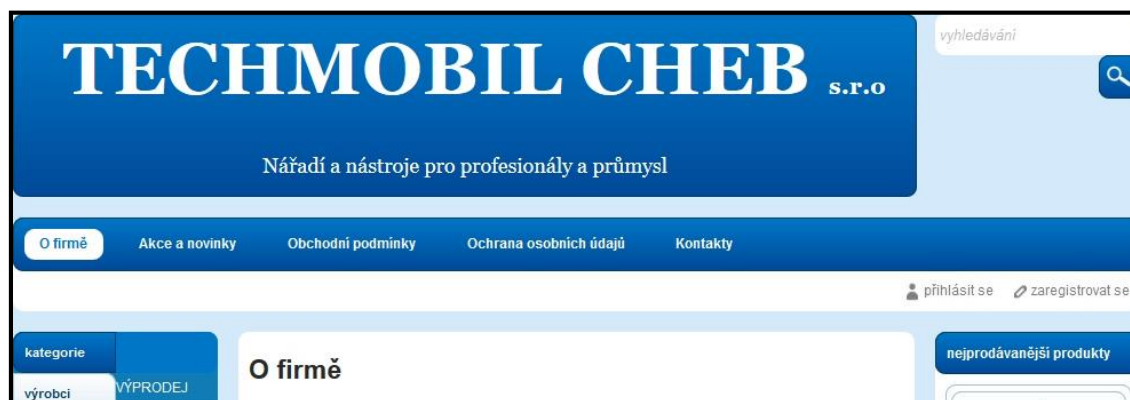 TECHMOBIL CHEB s.r.o
Nářadí a nástroje pro profesionály a průmysl
vyhledávání
O firmě Akce a novinky Obchodní podmínky Ochrana osobních údajů Kontakty
přihlásit se zaregistrovat se
kategorie
výrobci
VÝPRODEJ
O firmě
nejprodávanější produkty